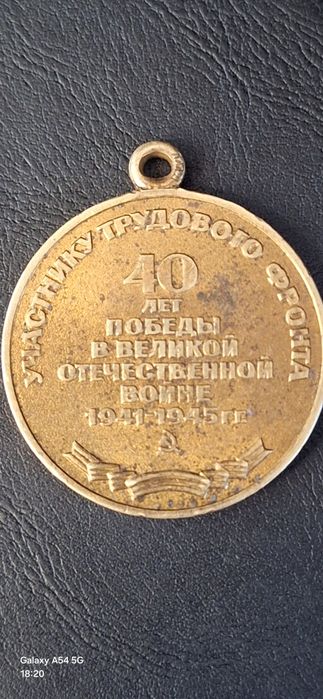 УЧАСТНИКУ ТРУДОВОГО ФРОНТА
40
ЛЕТ
ПОБЕДЫ
В ВЕЛИКОЙ
ОТЕЧЕСТВЕННОЙ
ВОЙНЕ
1941-1945 ГГ
Galaxy A54 5G
18:20